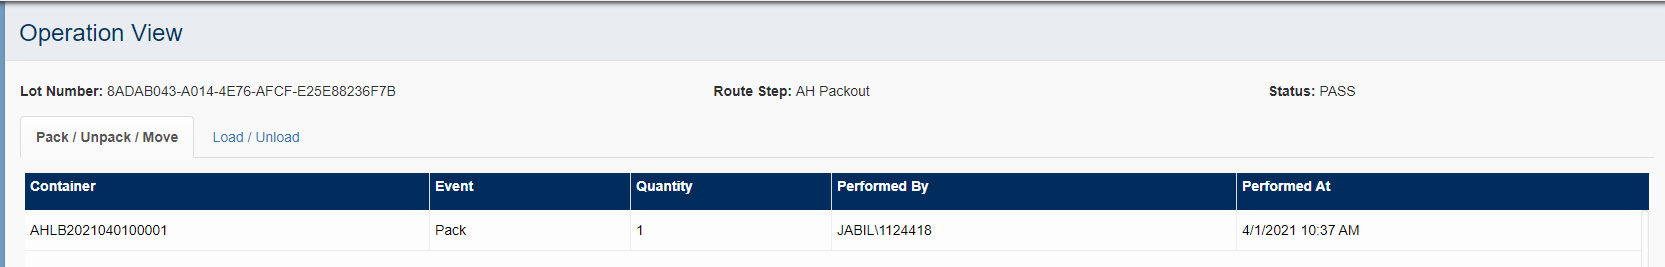 Operation View
Lot Number: 8ADAB043-A014-4E76-AFCF-E25E88236F7B Route Step: AH Packout Status: PASS
Pack / Unpack / Move Load / Unload
Container Event Quantity Performed By Performed At
AHLB2021040100001 Pack 1 JABIL\1124418 4/1/2021 10:37 AM